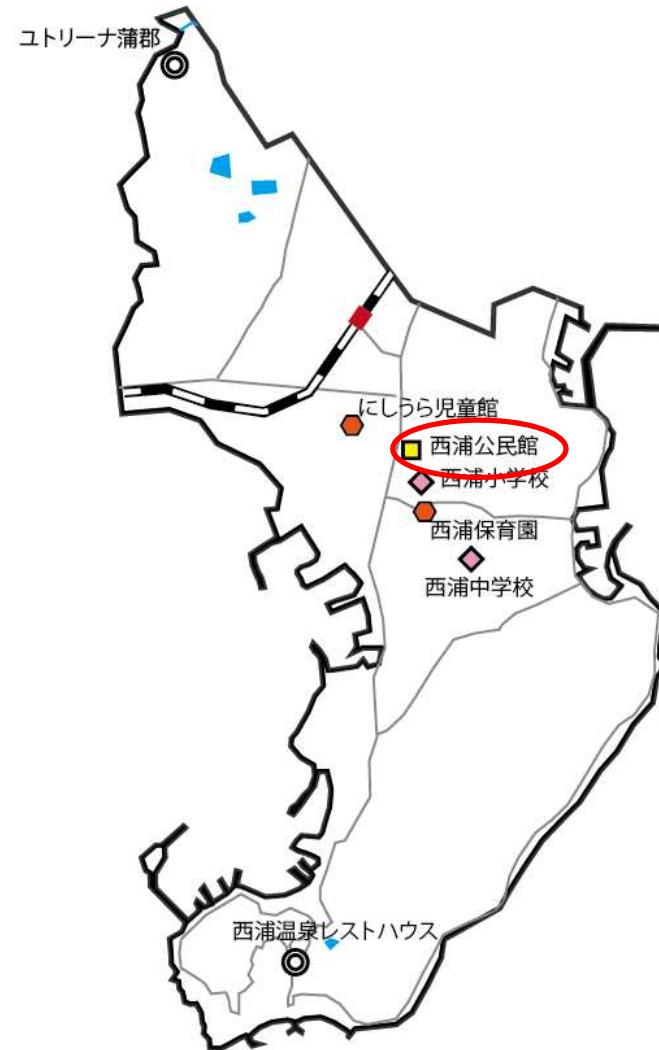 ユトリーナ蒲郡
にしうら児童館
西浦公民館
西浦小学校
西浦保育園
西浦中学校
西浦温泉レストハウス